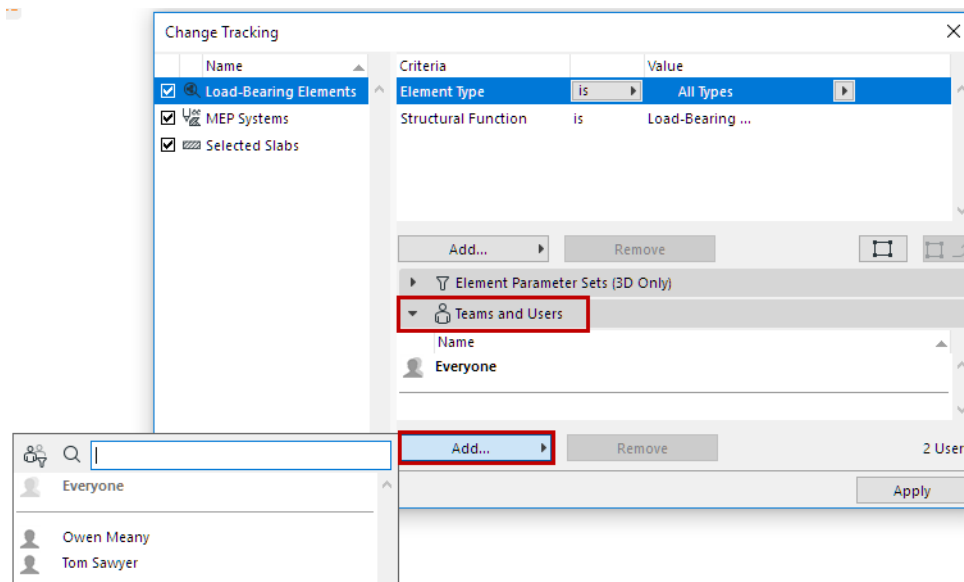 Change Tracking
Name
Load-Bearing Elements
MEP Systems
Selected Slabs
Criteria Value
Element Type is All Types
Structural Function is Load-Bearing ...
Add... Remove
Element Parameter Sets (3D Only)
Teams and Users
Name
Everyone
Add... Remove 2 User
Apply
Everyone
Owen Meany
Tom Sawyer